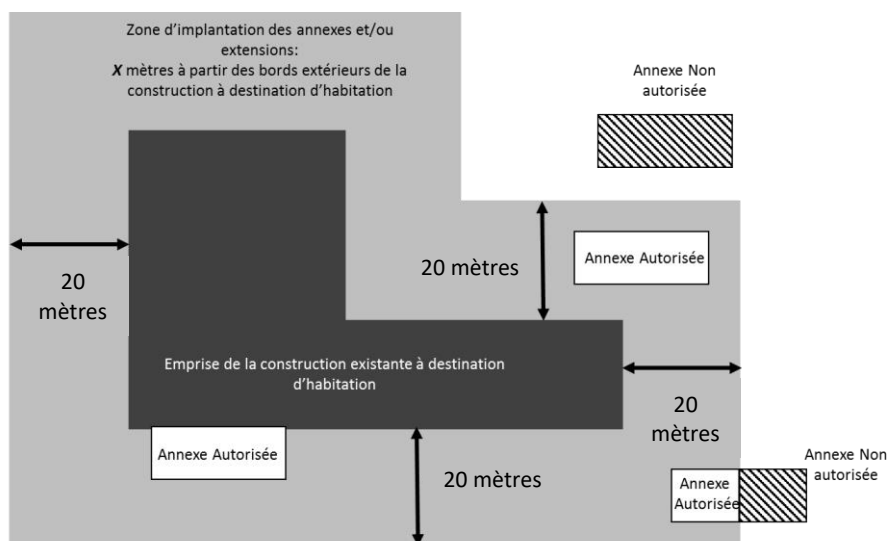 Zone d’implantation des annexes et/ou
extensions:
X mètres à partir des bords extérieurs de la
construction à destination d’habitation
Annexe Non
autorisée
20
mètres
20 mètres
Annexe Autorisée
Emprise de la construction existante à destination
d’habitation
20
mètres
Annexe Autorisée
20 mètres
Annexe
Autorisée
Annexe Non
autorisée